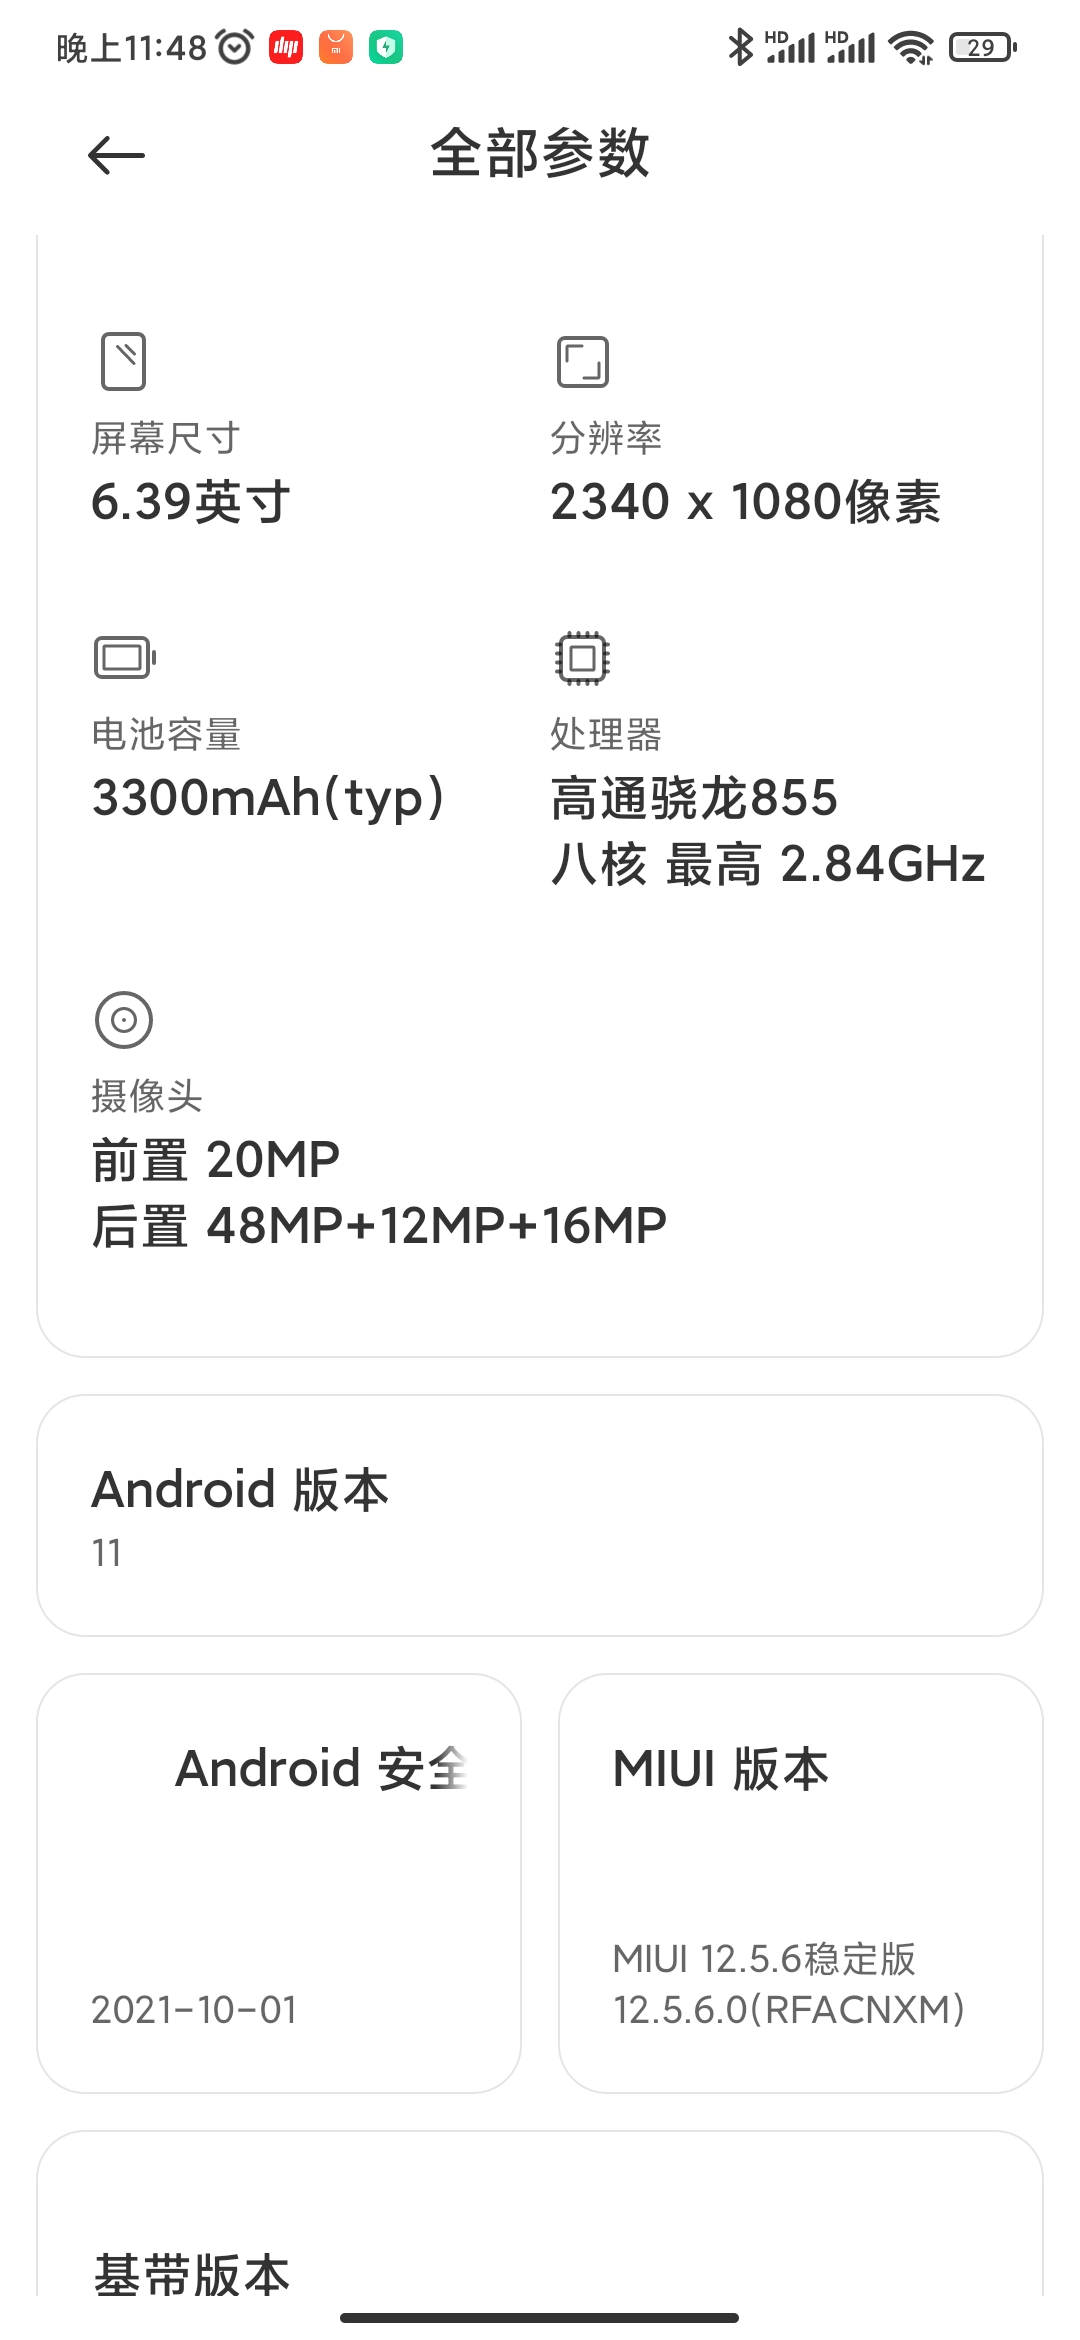 晚上11:48
HD HD 29
全部参数
屏幕尺寸
6.39英寸
分辨率
2340 x 1080像素
电池容量
3300mAh(typ)
处理器
高通骁龙855
八核 最高 2.84GHz
摄像头
前置 20MP
后置 48MP+12MP+16MP
Android 版本
11
Android 安全
2021-10-01
MIUI 版本
MIUI 12.5.6稳定版
12.5.6.0(RFACNXM)
基带版本